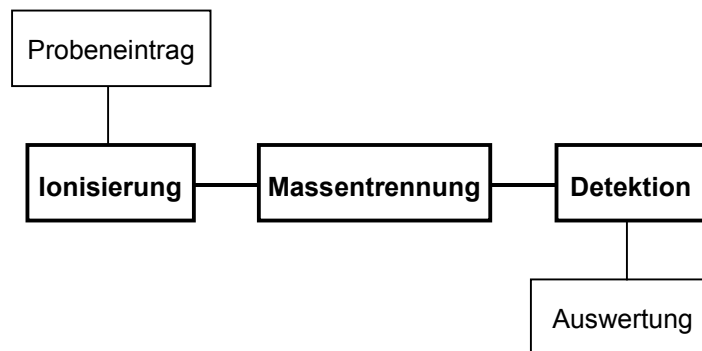 Probeneintrag
Ionisierung
Massentrennung
Detektion
Auswertung